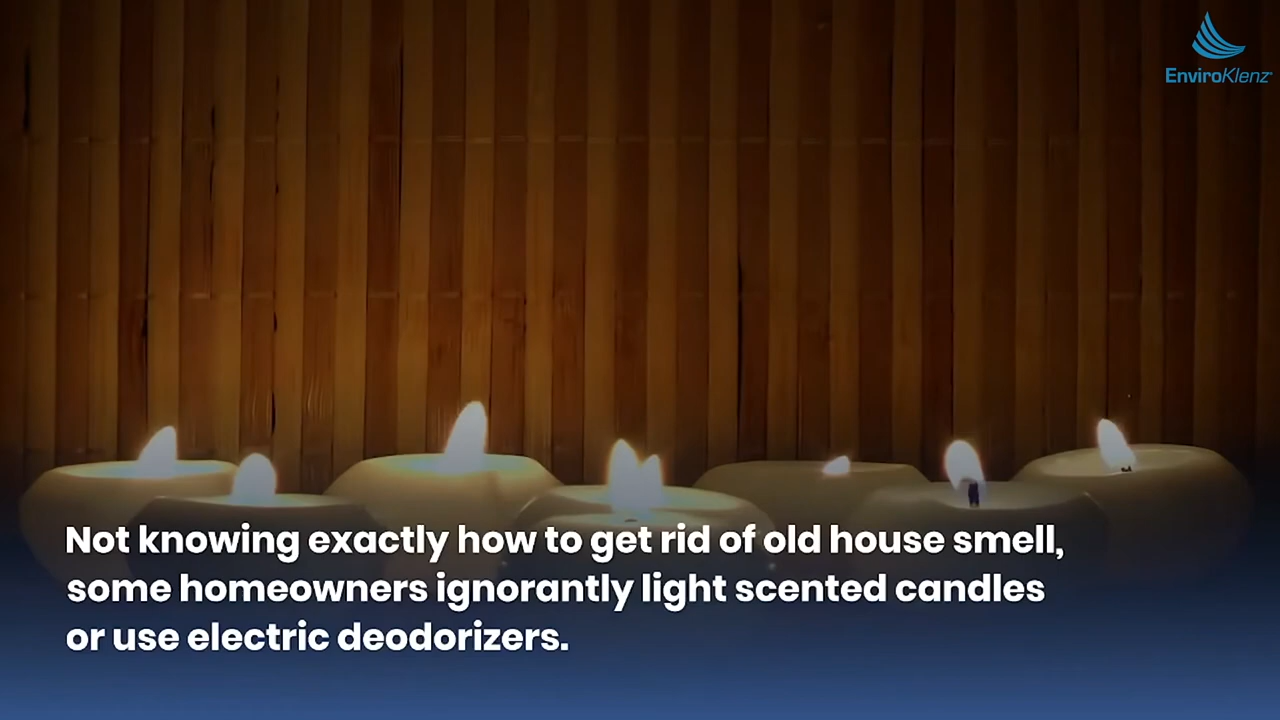 EnviroKlenz
Not knowing exactly how to get rid of old house smell,
some homeowners ignorantly light scented candles
or use electric deodorizers.